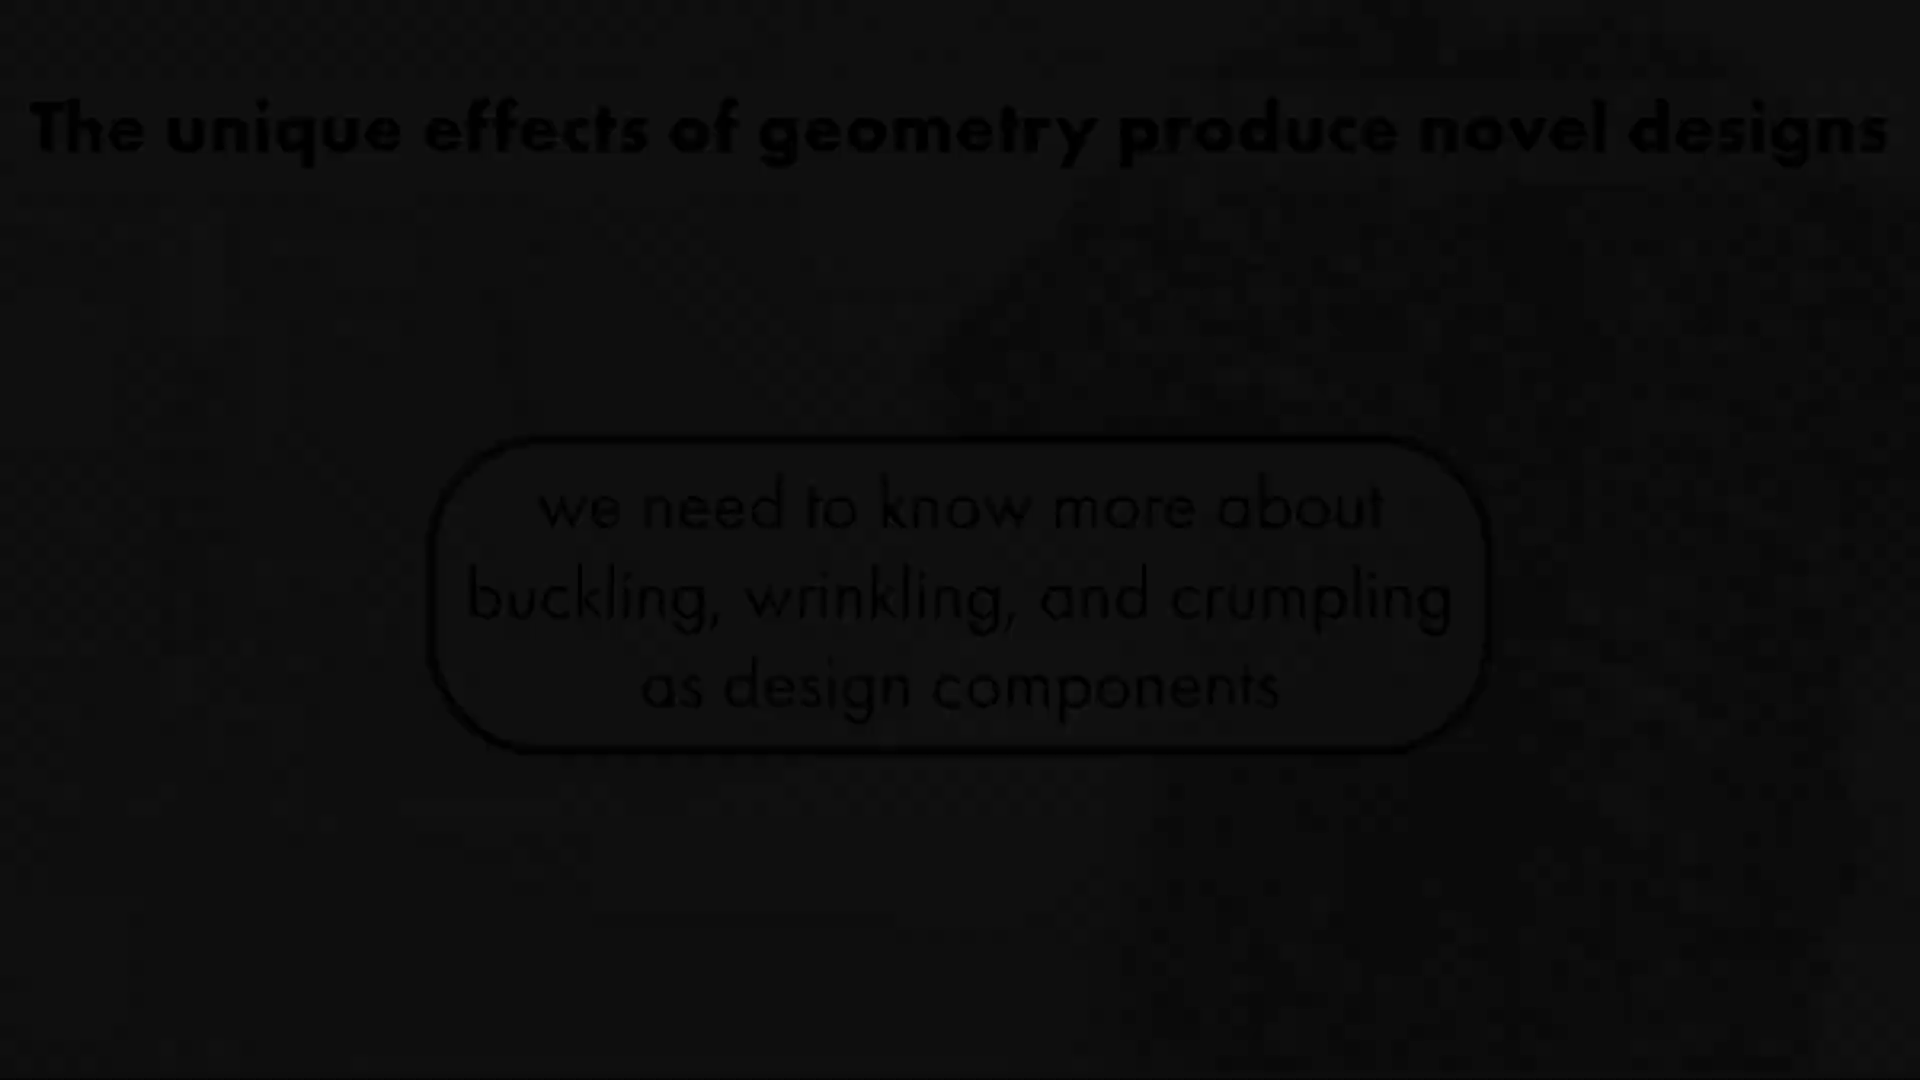 The unique effects of geometry produce novel designs
we need to know more about
buckling, wrinkling, and crumpling
as design components